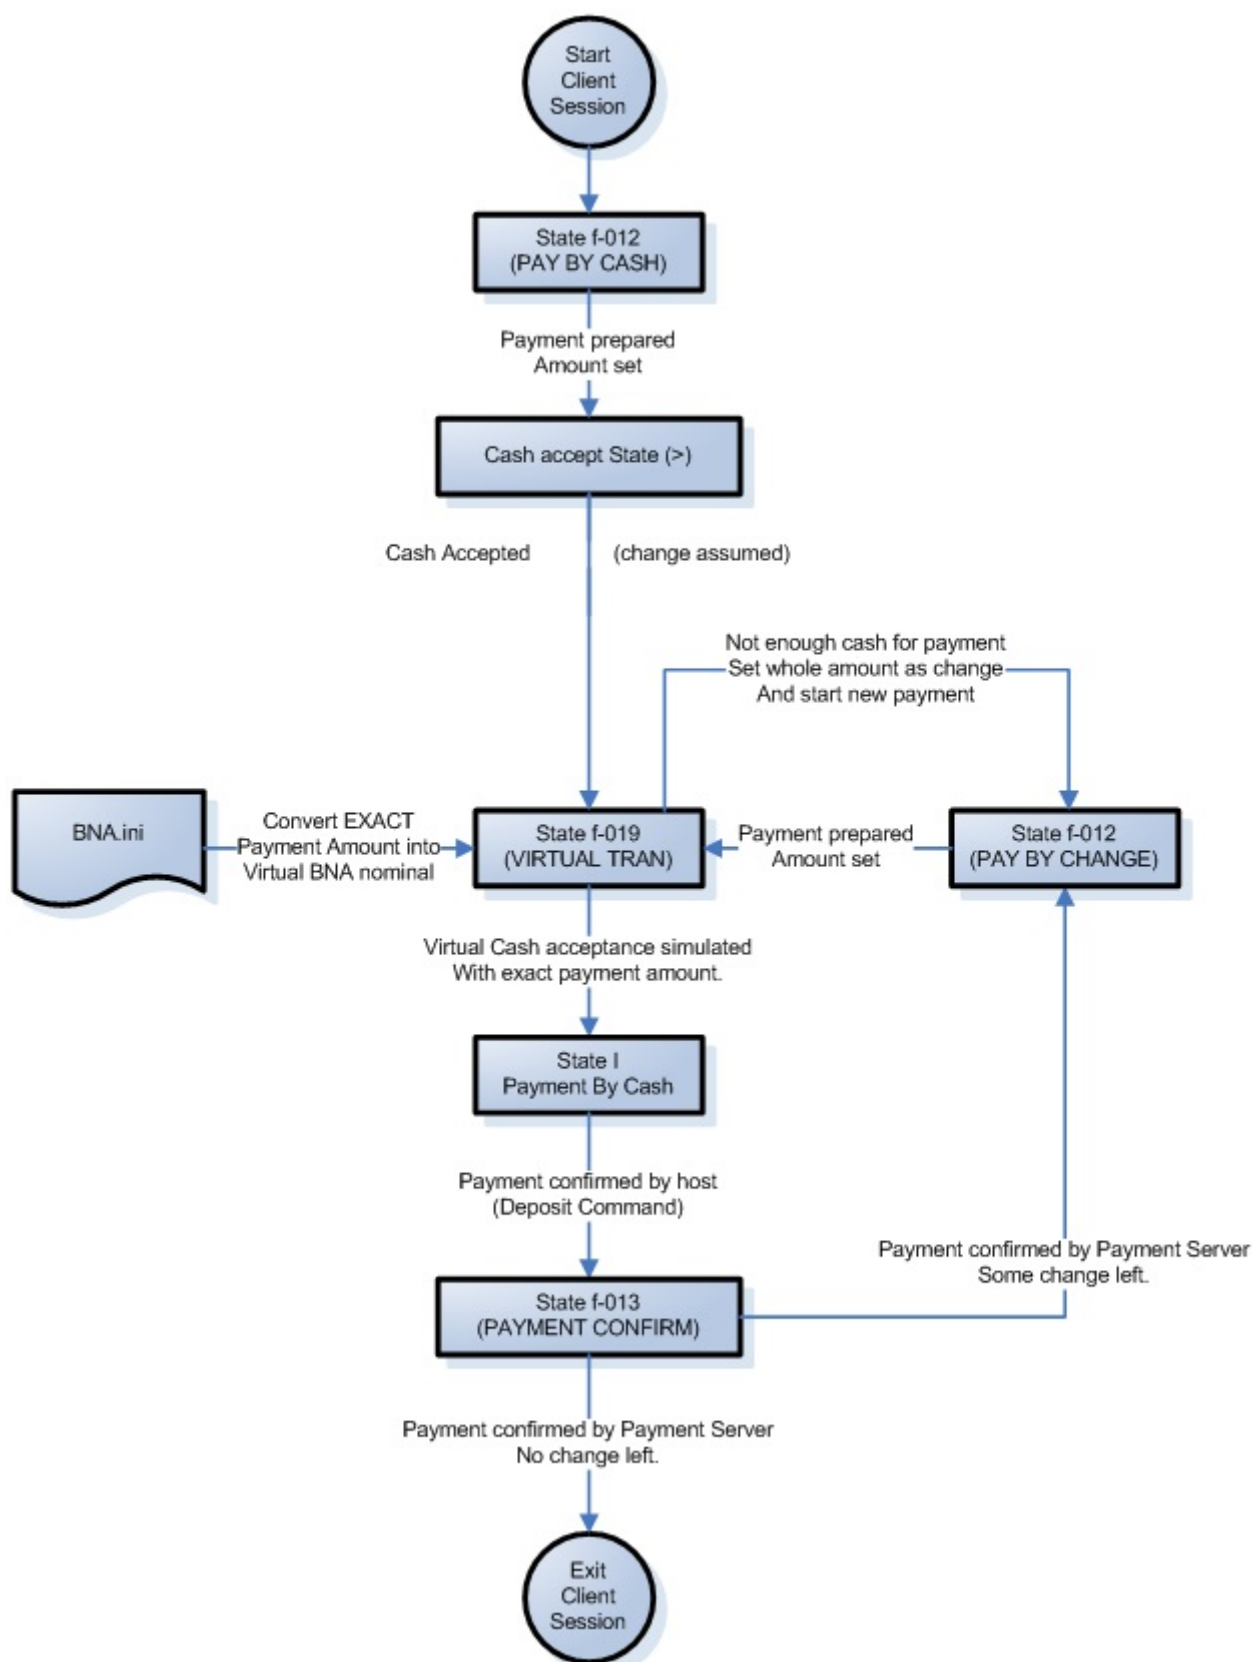 Start
Client
Session
State f-012
(PAY BY CASH)
Payment prepared
Amount set
Cash accept State (>)
Cash Accepted (change assumed)
Not enough cash for payment
Set whole amount as change
And start new payment
BNA.ini
Convert EXACT
Payment Amount into
Virtual BNA nominal
State f-019
(VIRTUAL TRAN)
Payment prepared
Amount set
State f-012
(PAY BY CHANGE)
Virtual Cash acceptance simulated
With exact payment amount.
State I
Payment By Cash
Payment confirmed by host
(Deposit Command)
Payment confirmed by Payment Server
Some change left.
State f-013
(PAYMENT CONFIRM)
Payment confirmed by Payment Server
No change left.
Exit
Client
Session